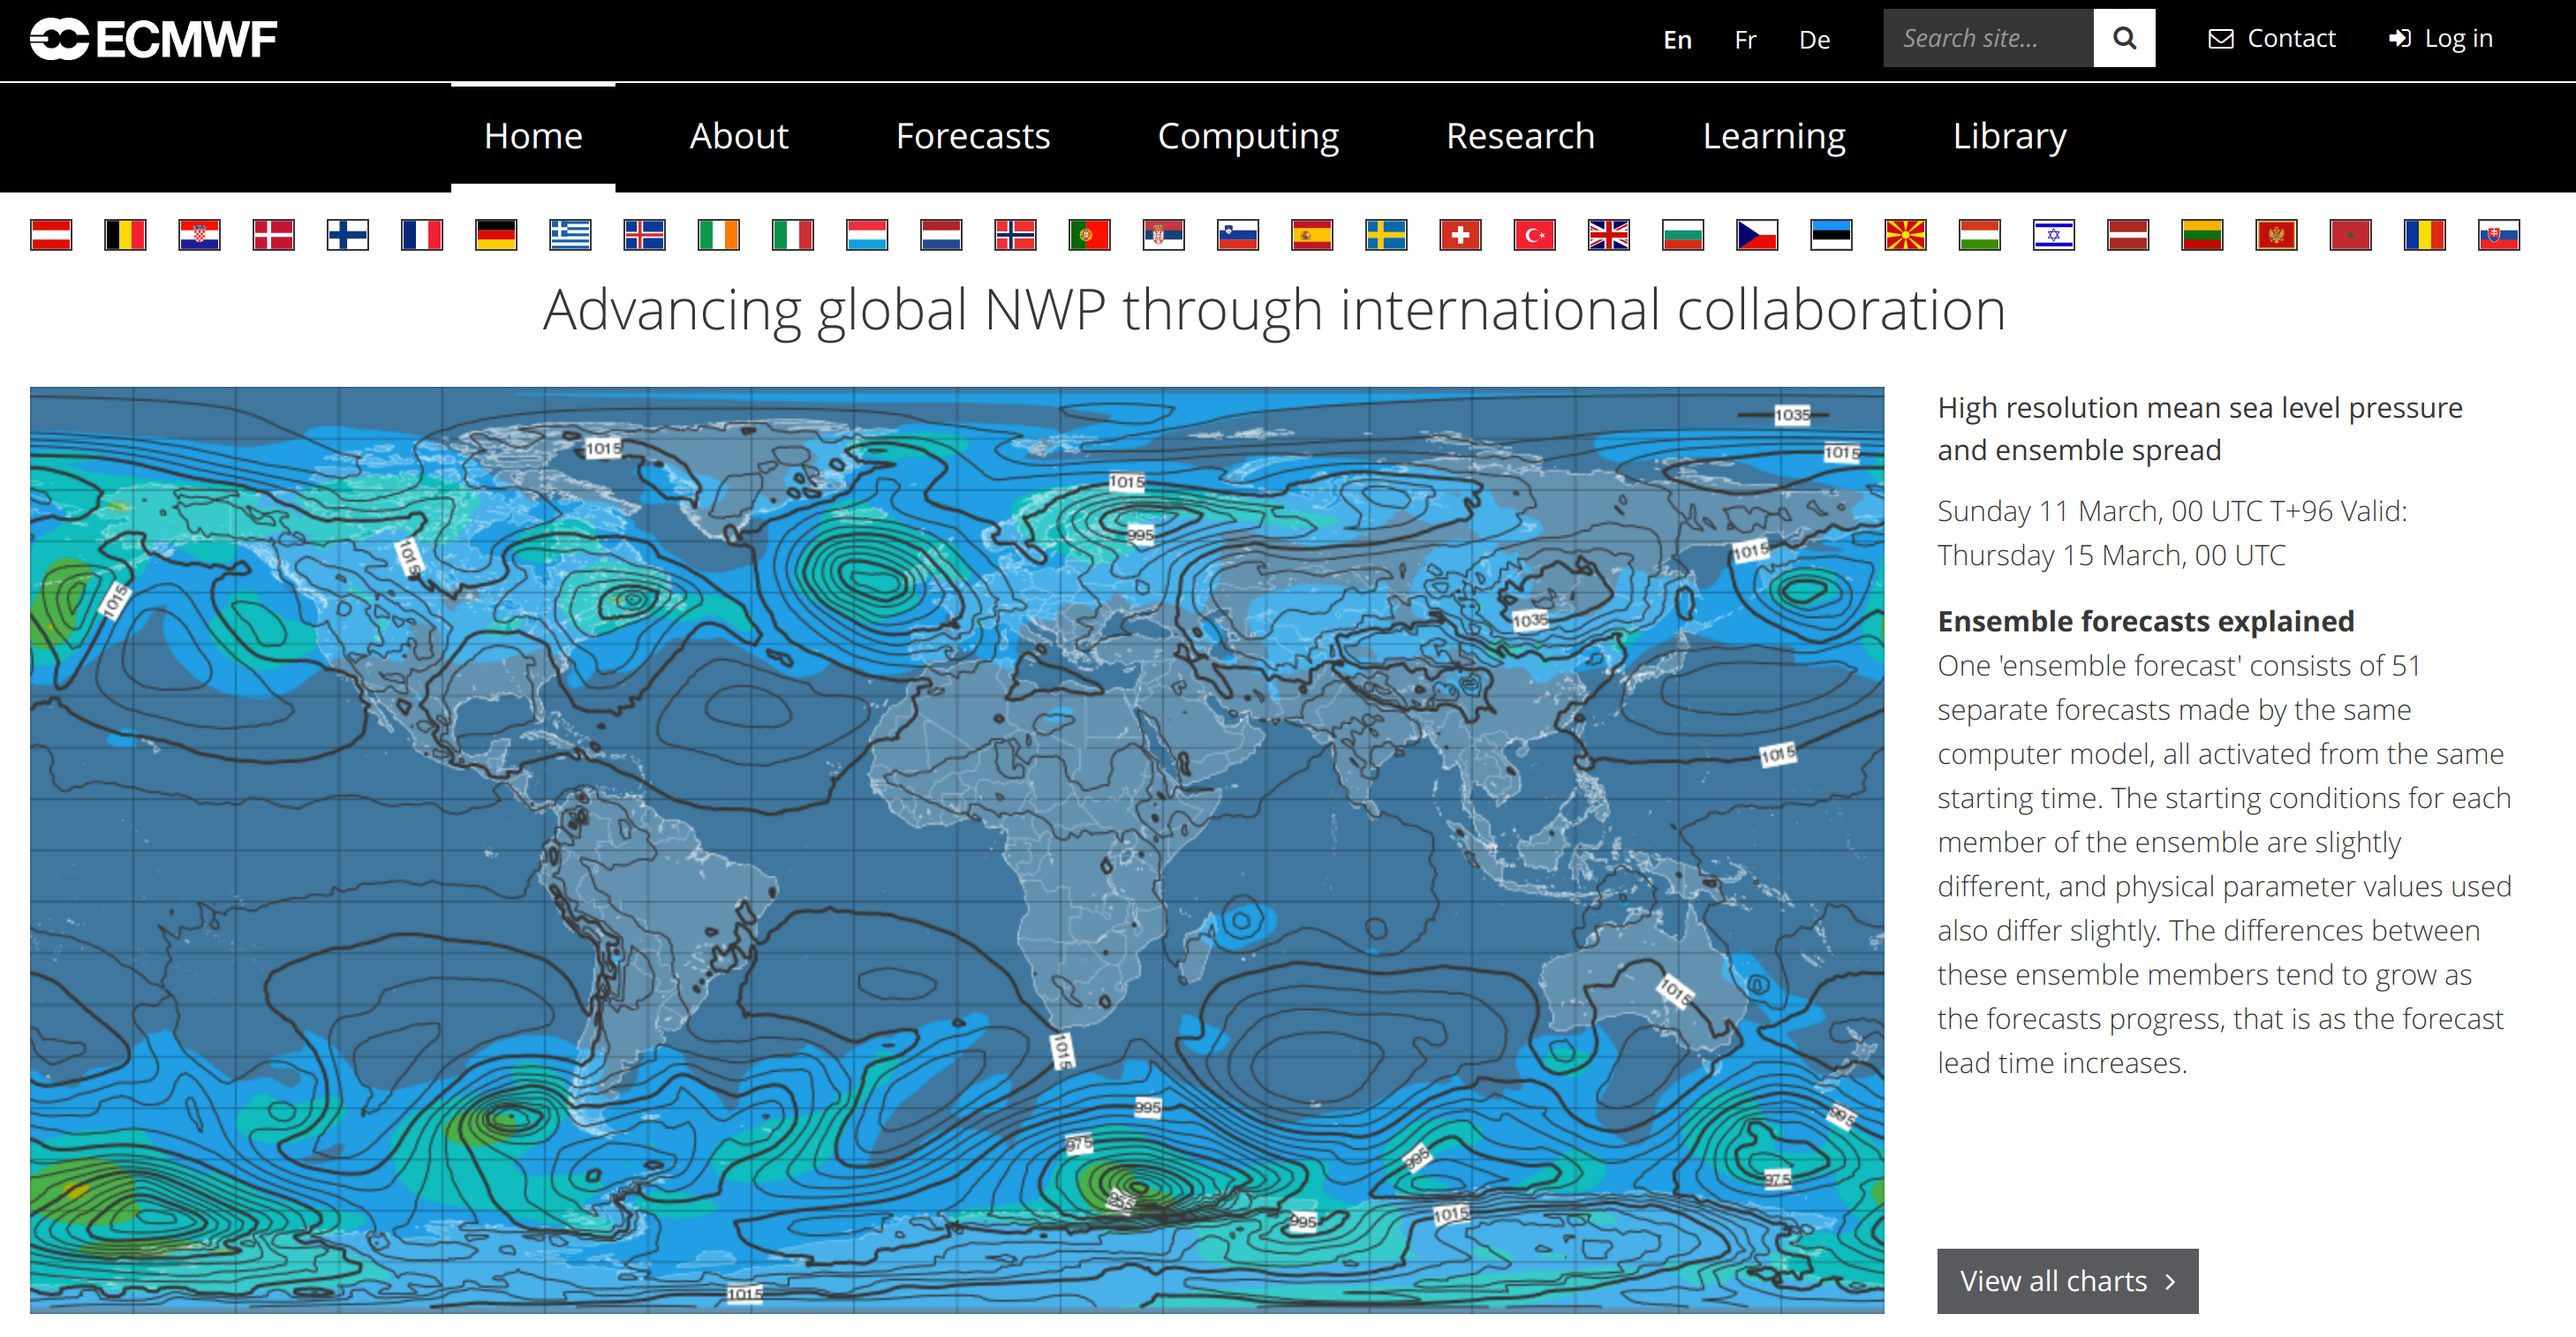 ECMWF
En Fr De Search site... Contact Log in
Home About Forecasts Computing Research Learning Library
Advancing global NWP through international collaboration
1035
1015
1015
1015
995
1015
1015
1015
1035
1015
1015
1015
995
995
975
995
975
955
995
1015
1015
High resolution mean sea level pressure
and ensemble spread
Sunday 11 March, 00 UTC T+96 Valid:
Thursday 15 March, 00 UTC
Ensemble forecasts explained
One 'ensemble forecast' consists of 51
separate forecasts made by the same
computer model, all activated from the same
starting time. The starting conditions for each
member of the ensemble are slightly
different, and physical parameter values used
also differ slightly. The differences between
these ensemble members tend to grow as
the forecasts progress, that is as the forecast
lead time increases.
View all charts